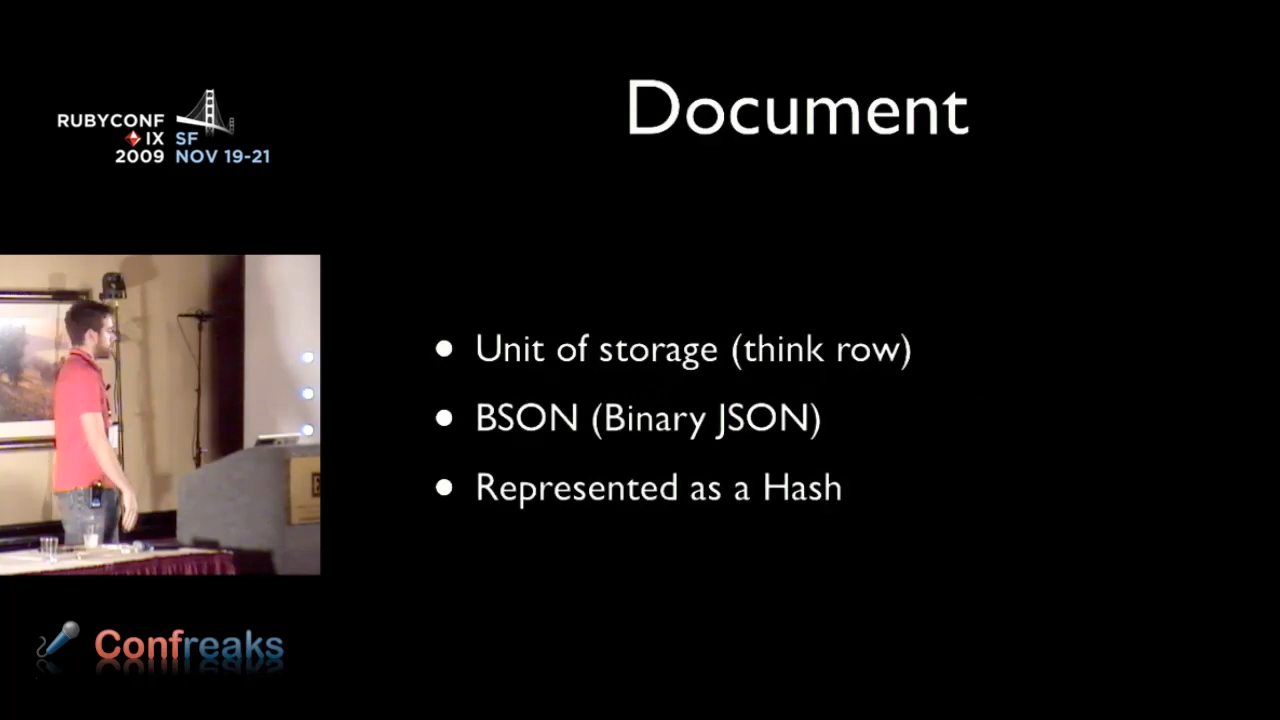 RUBYCONF
IX SF
2009 NOV 19-21
Document
• Unit of storage (think row)
• BSON (Binary JSON)
• Represented as a Hash
Confreaks